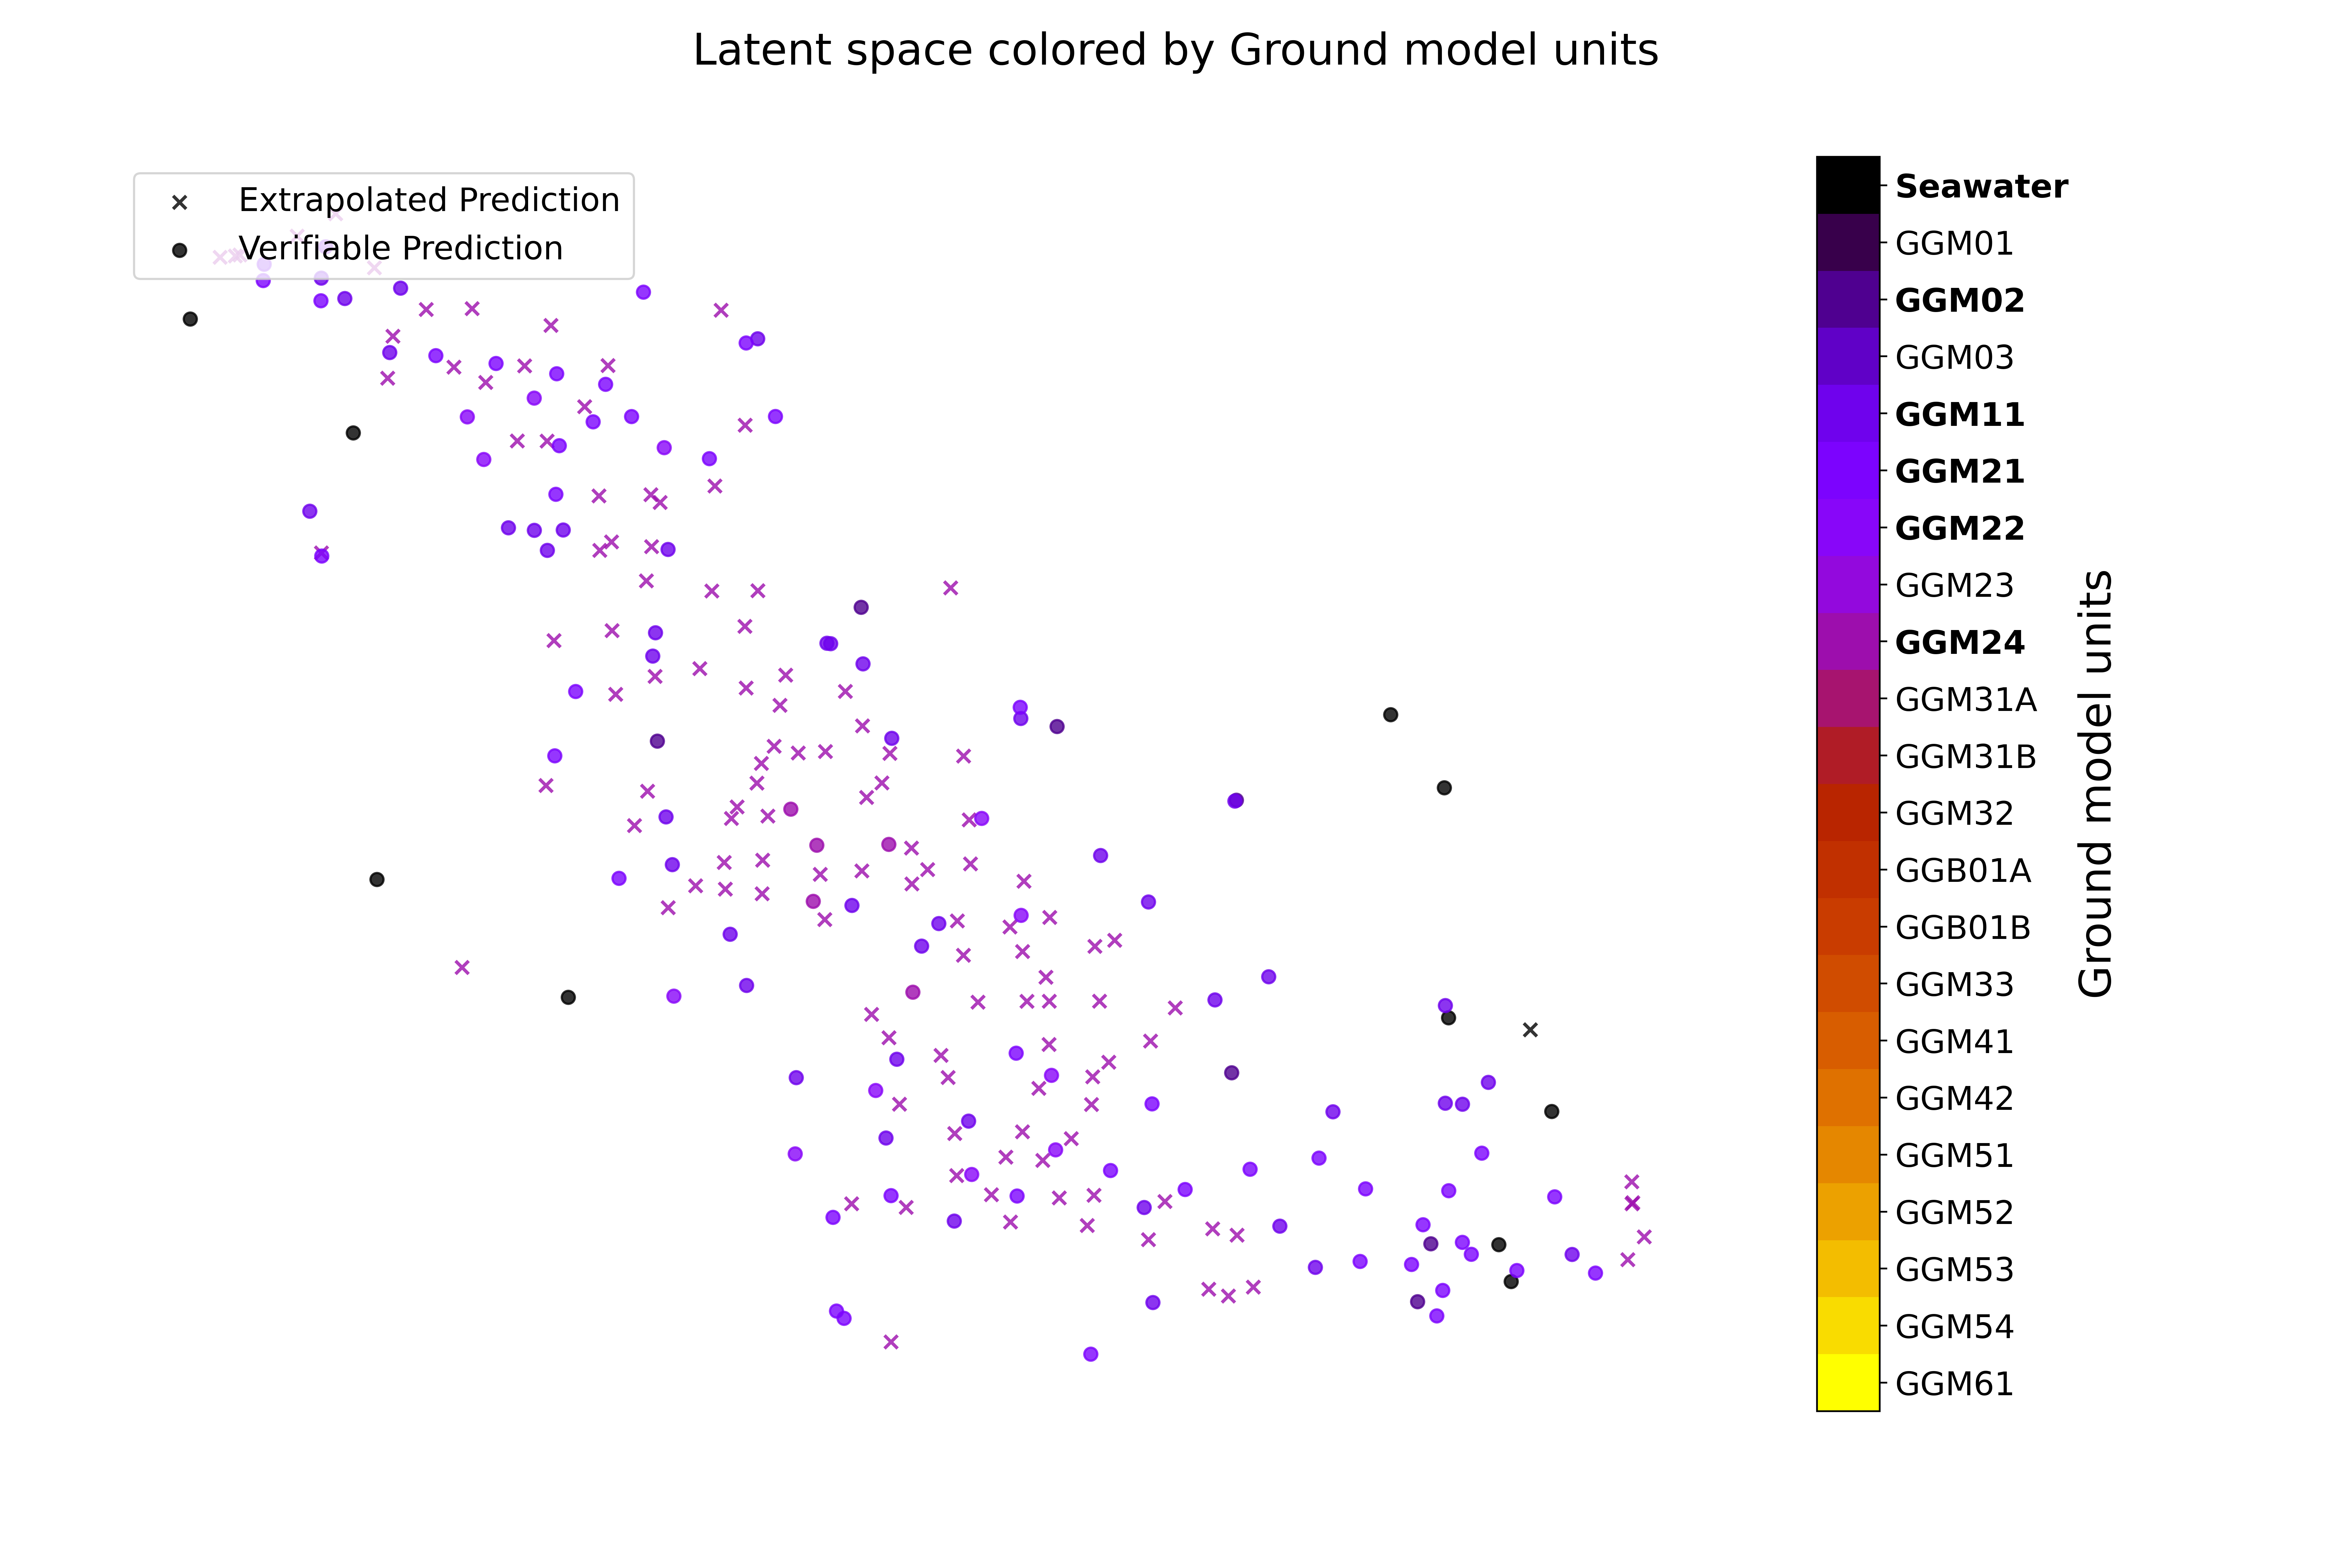 Latent space colored by Ground model units
Extrapolated Prediction
Verifiable Prediction
Seawater
GGM01
GGM02
GGM03
GGM11
GGM21
GGM22
GGM23
GGM24
GGM31A
GGM31B
GGM32
GGB01A
GGB01B
GGM33
GGM41
GGM42
GGM51
GGM52
GGM53
GGM54
GGM61
Ground model units